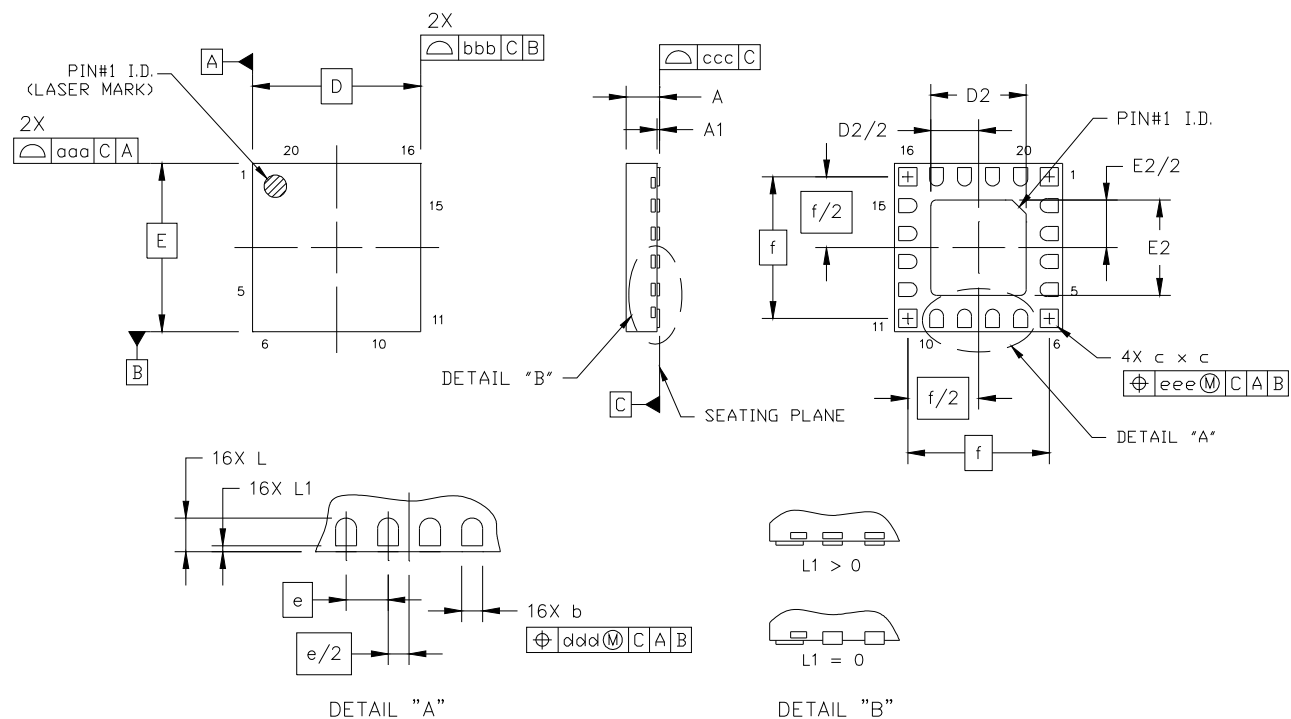 2X
bbb C B
A
PIN#1 I.D.
(LASER MARK)
D
2X
aaa C A
20
16
1
15
E
5
11
6
10
B
ccc C
A
A1
DETAIL "B"
C
SEATING PLANE
D2
D2/2
PIN#1 I.D.
16
20
1
E2/2
15
f/2
f
E2
5
11
10
6
4X c x c
⌖ eee Ⓜ C A B
f/2
DETAIL "A"
f
16X L
16X L1
e
16X b
⌖ ddd Ⓜ C A B
e/2
DETAIL "A"
L1 > 0
L1 = 0
DETAIL "B"